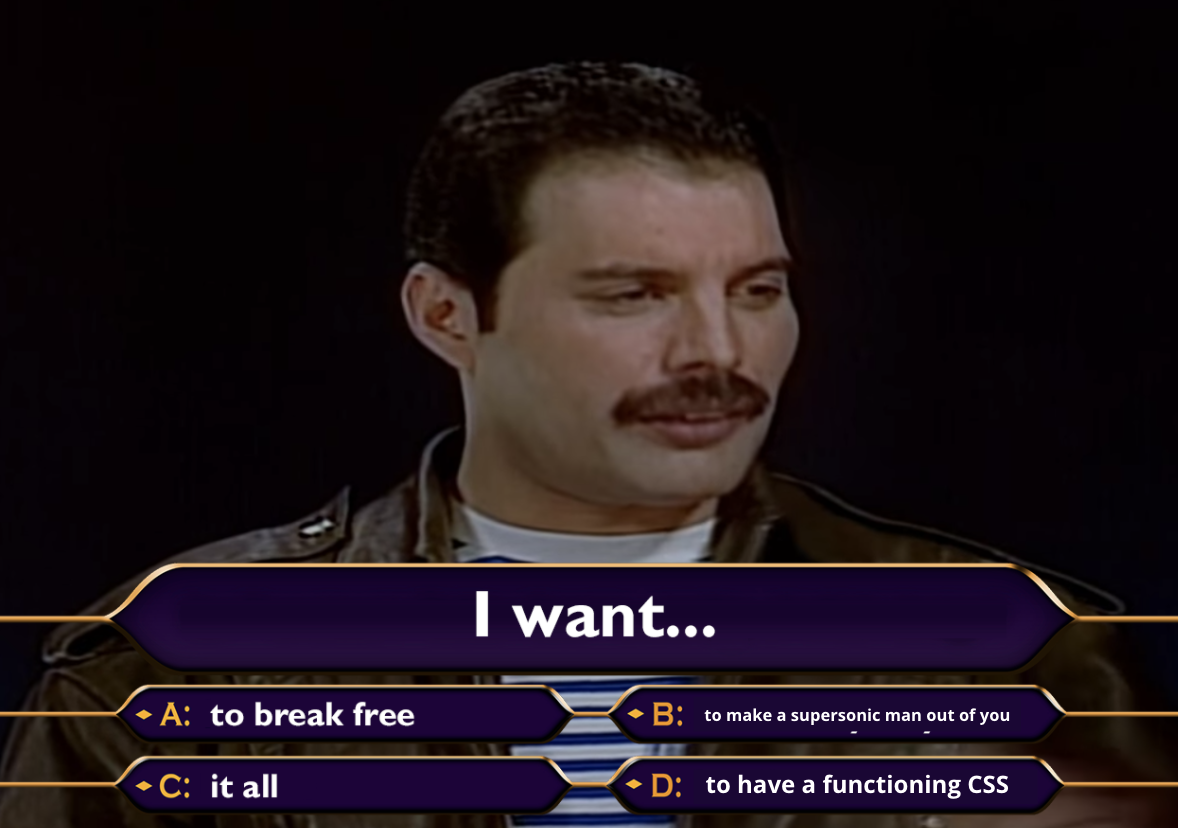 I want...
A: to break free
B: to make a supersonic man out of you
C: it all
D: to have a functioning CSS